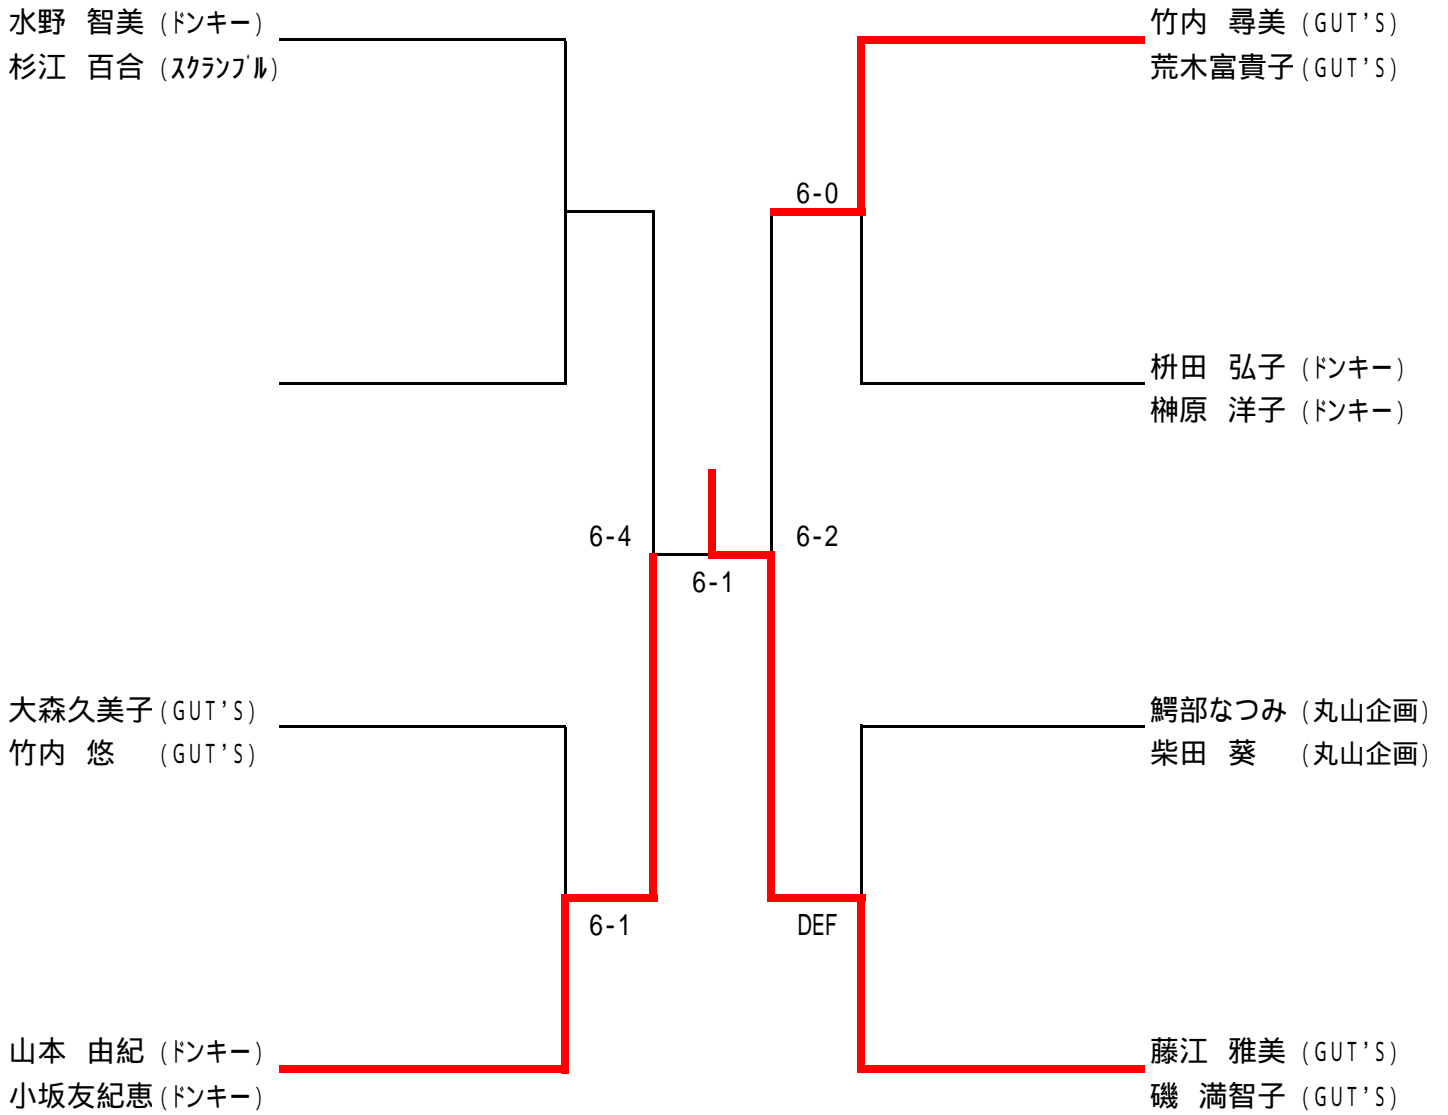 水野 智美 (ドンキー)
杉江 百合 (スクランブル)
竹内 尋美 (GUT'S)
荒木富貴子(GUT'S)
6-0
枡田 弘子 (ドンキー)
榊原 洋子 (ドンキー)
6-4
6-2
6-1
大森久美子(GUT'S)
竹内 悠 (GUT'S)
鰐部なつみ (丸山企画)
柴田 葵 (丸山企画)
6-1
DEF
山本 由紀 (ドンキー)
小坂友紀恵(ドンキー)
藤江 雅美 (GUT'S)
磯 満智子 (GUT'S)